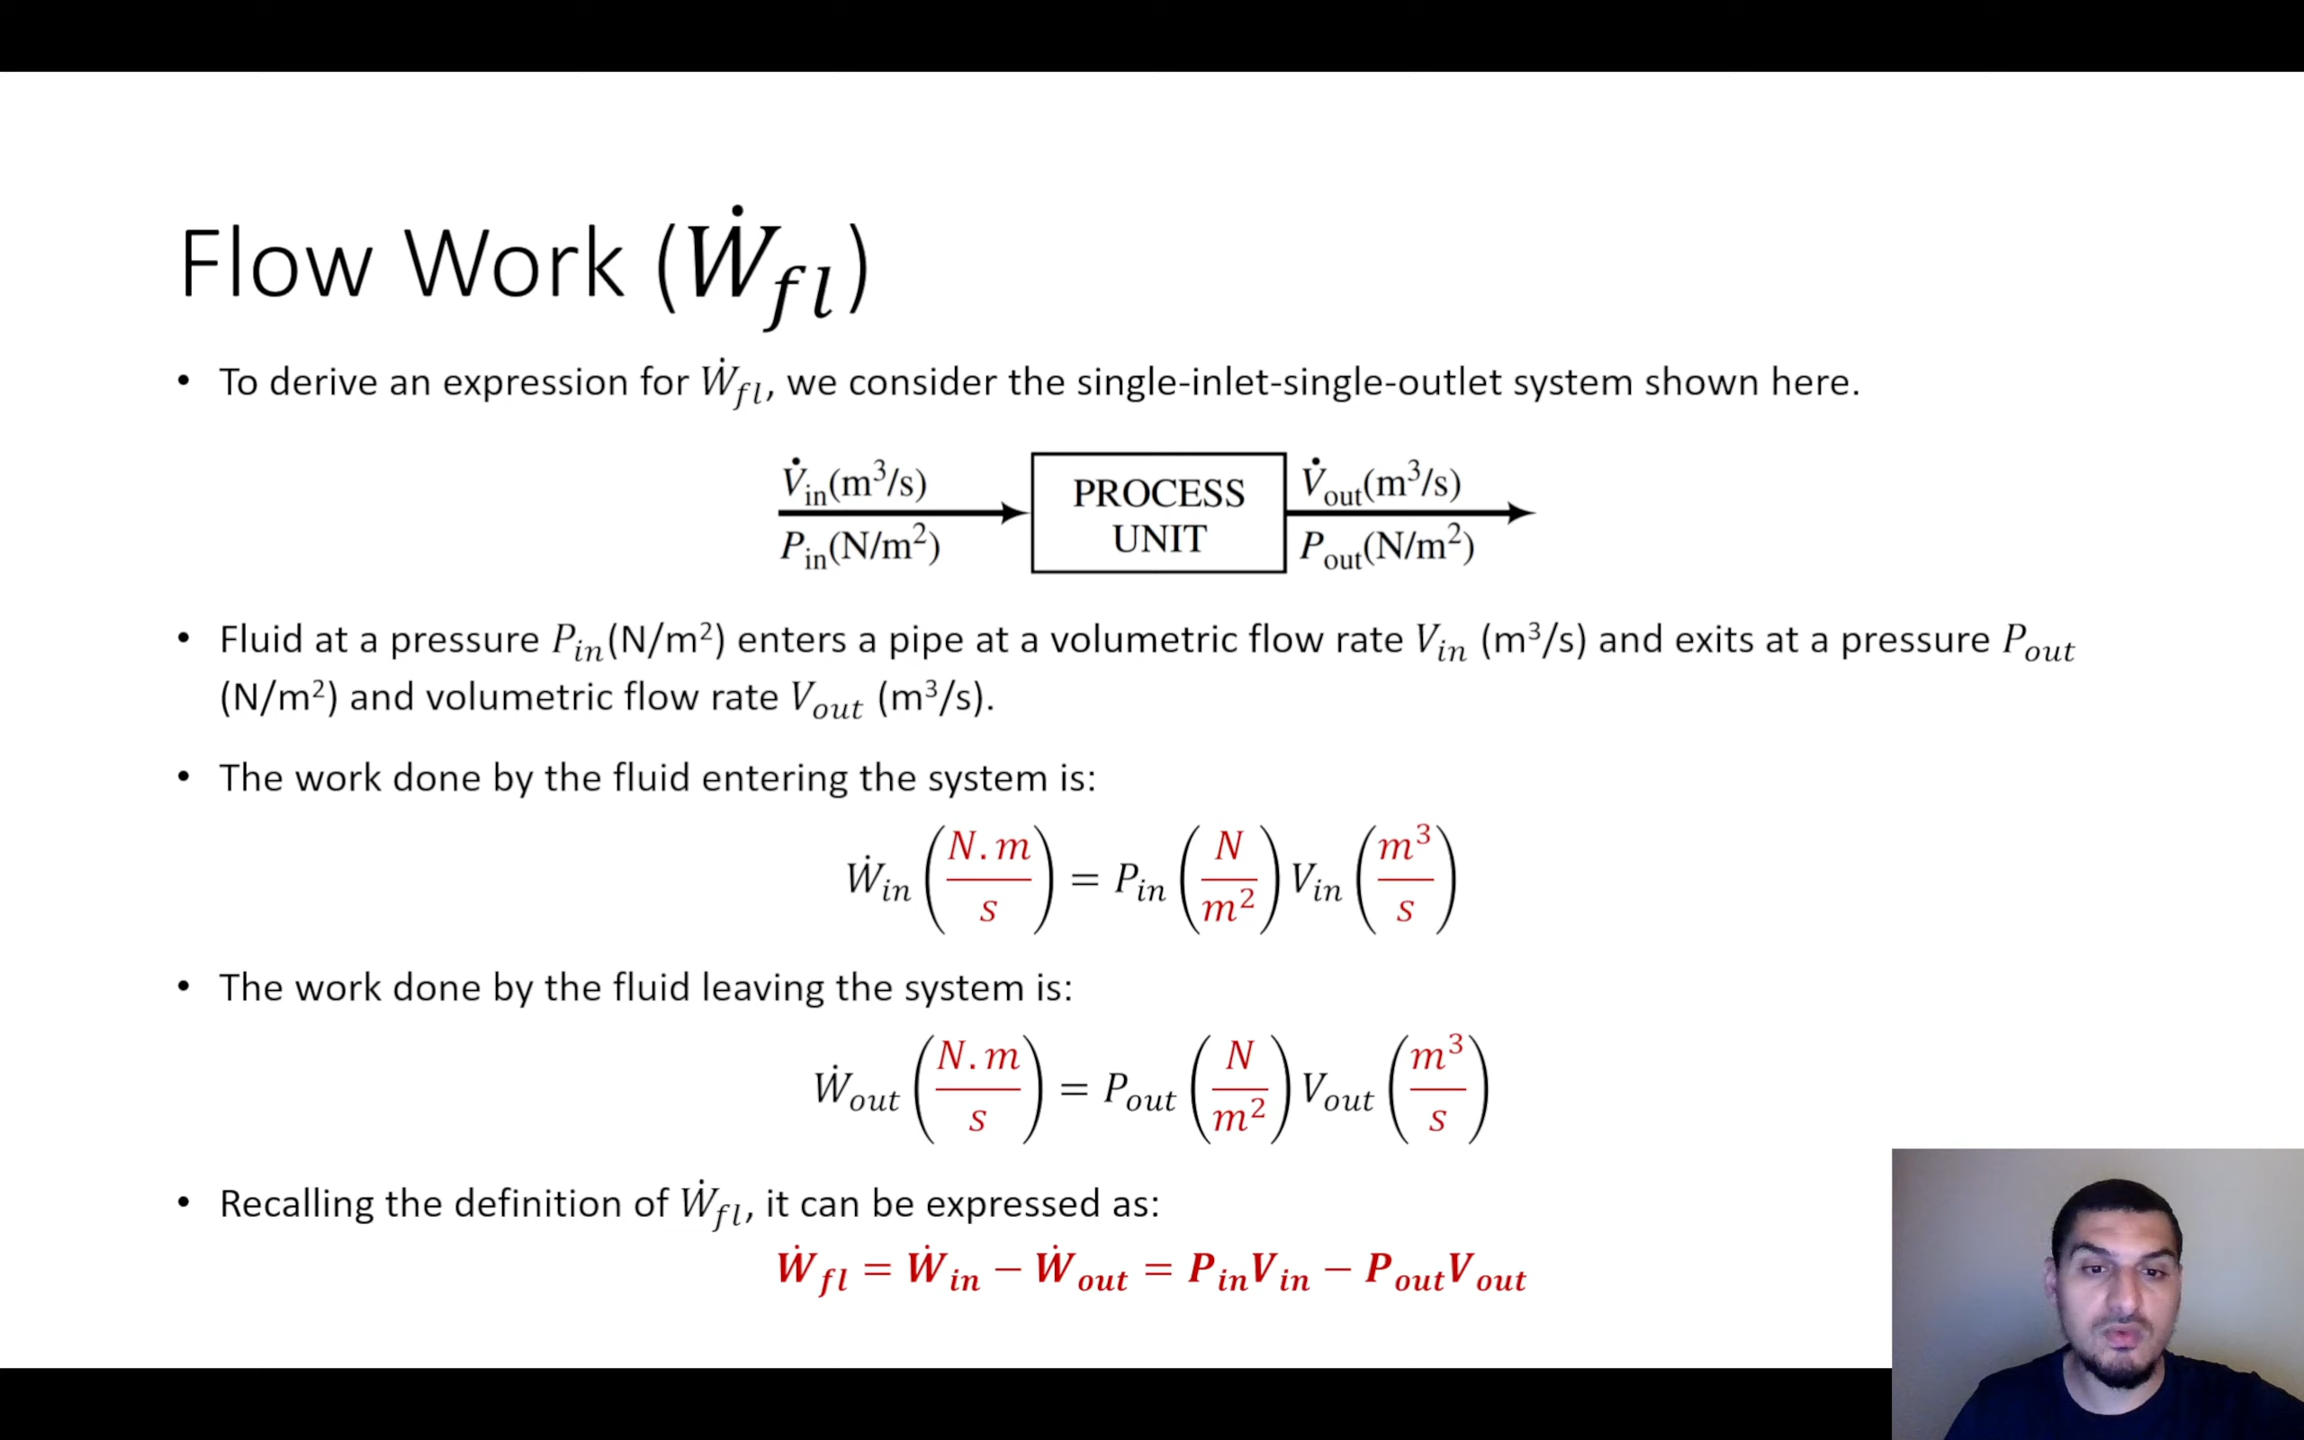 Flow Work (Ẇ_fl)
• To derive an expression for Ẇ_fl, we consider the single-inlet-single-outlet system shown here.
V̇_in(m³/s)
P_in(N/m²)
PROCESS
UNIT
V̇_out(m³/s)
P_out(N/m²)
• Fluid at a pressure P_in(N/m²) enters a pipe at a volumetric flow rate V_in (m³/s) and exits at a pressure P_out
(N/m²) and volumetric flow rate V_out (m³/s).
• The work done by the fluid entering the system is:
Ẇ_in (N.m/s) = P_in (N/m²) V_in (m³/s)
• The work done by the fluid leaving the system is:
Ẇ_out (N.m/s) = P_out (N/m²) V_out (m³/s)
• Recalling the definition of Ẇ_fl, it can be expressed as:
Ẇ_fl = Ẇ_in − Ẇ_out = P_in V_in − P_out V_out